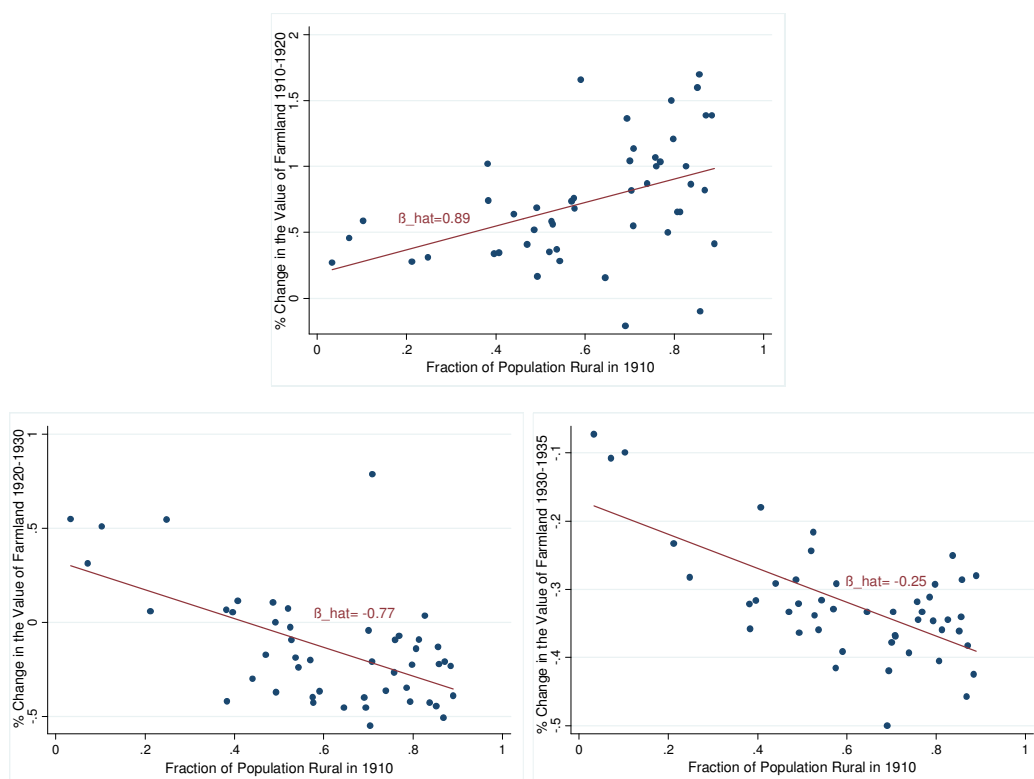 % Change in the Value of Farmland 1910-1920
2
1.5
1
.5
0
ß_hat=0.89
0 .2 .4 .6 .8 1
Fraction of Population Rural in 1910
% Change in the Value of Farmland 1920-1930
1
.5
0
-.5
ß_hat= -0.77
0 .2 .4 .6 .8 1
Fraction of Population Rural in 1910
% Change in the Value of Farmland 1930-1935
-.1
-.2
-.3
-.4
-.5
ß_hat= -0.25
0 .2 .4 .6 .8 1
Fraction of Population Rural in 1910